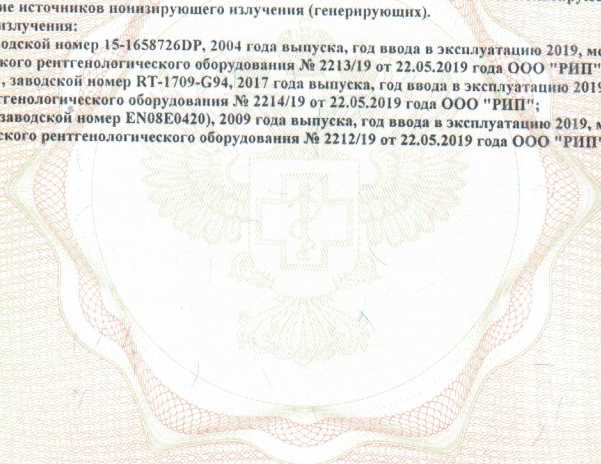 ие источников ионизирующего излучения (генерирующих).
излучения:
водской номер 15-1658726DP, 2004 года выпуска, год ввода в эксплуатацию 2019, мо
ского рентгенологического оборудования № 2213/19 от 22.05.2019 года ООО "РИП"
, заводской номер RT-1709-G94, 2017 года выпуска, год ввода в эксплуатацию 2019
тгенологического оборудования № 2214/19 от 22.05.2019 года ООО "РИП";
заводской номер EN08E0420), 2009 года выпуска, год ввода в эксплуатацию 2019, м
ского рентгенологического оборудования № 2212/19 от 22.05.2019 года ООО "РИП"